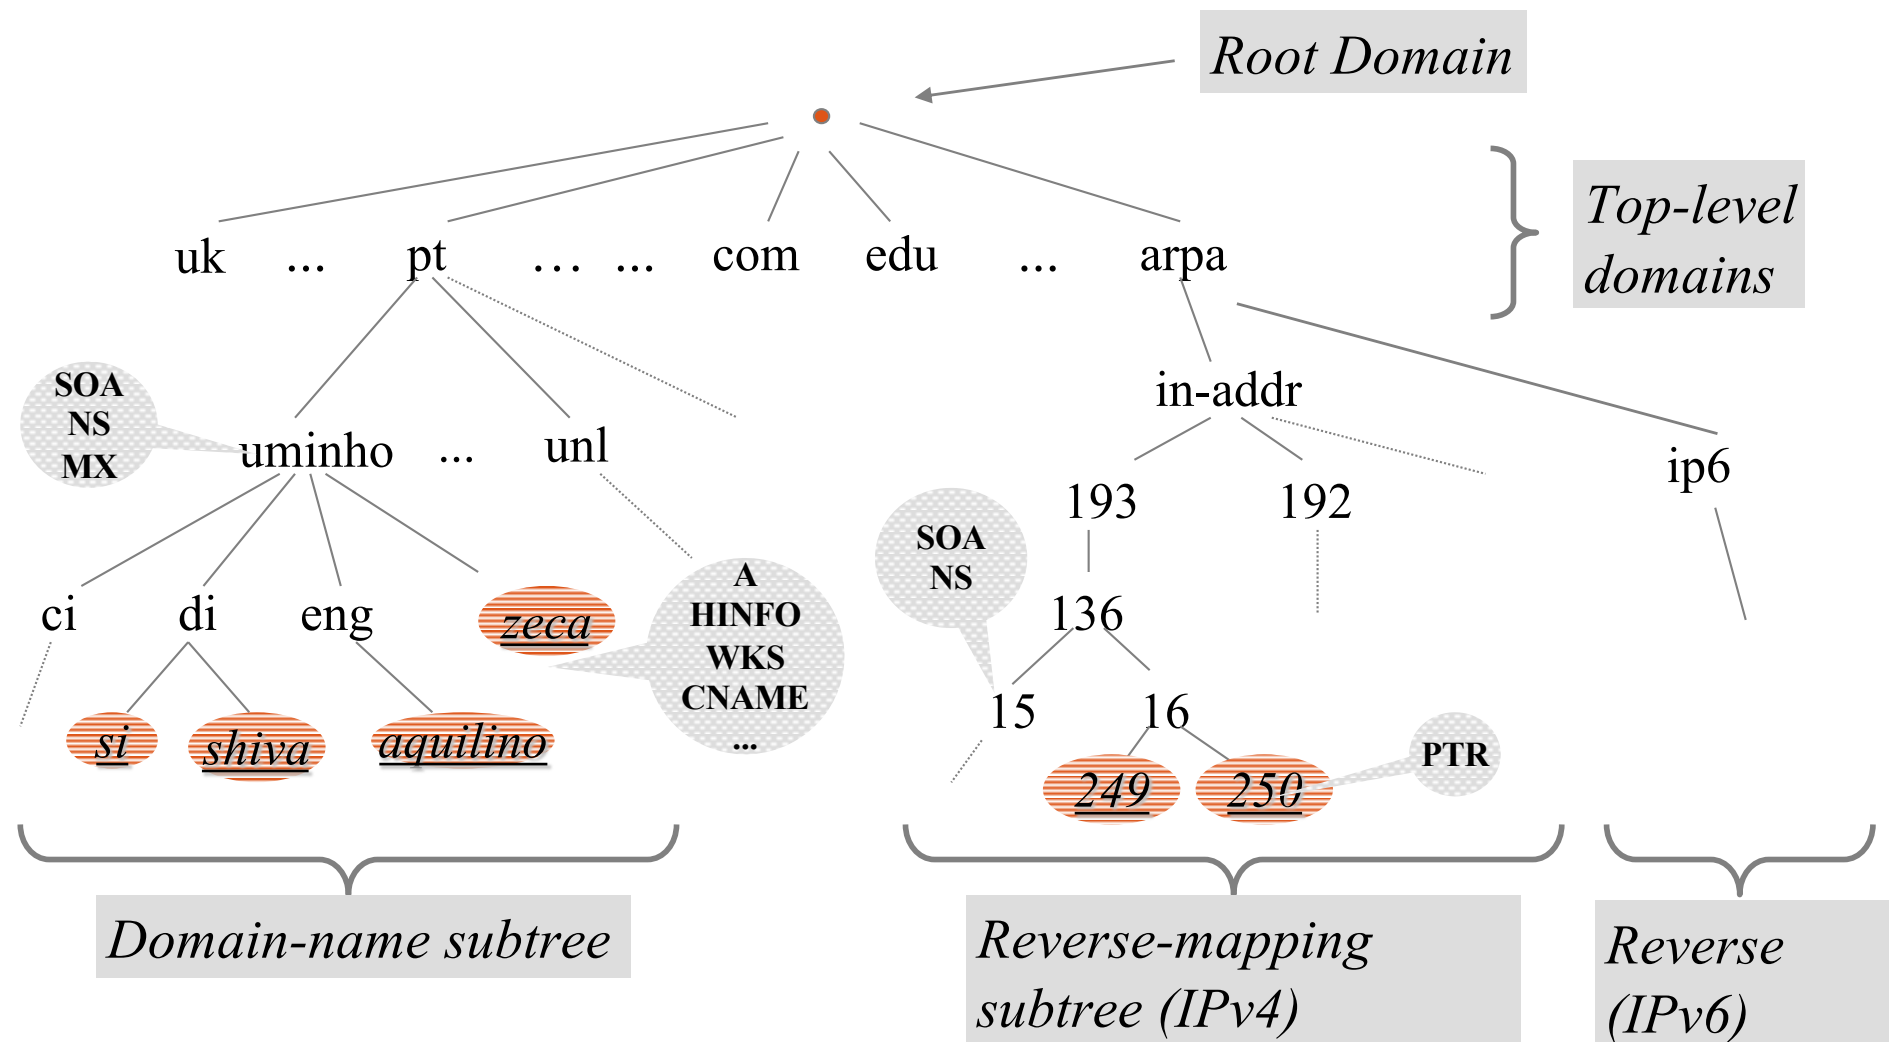 Root Domain
Top-level
domains
uk ... pt ... ... com edu ... arpa
SOA
NS
MX
uminho ... unl
in-addr
ip6
193 192
SOA
NS
136
ci di eng zeca
A
HINFO
WKS
CNAME
...
15 16
si shiva aquilino
249 250
PTR
Domain-name subtree
Reverse-mapping
subtree (IPv4)
Reverse
(IPv6)